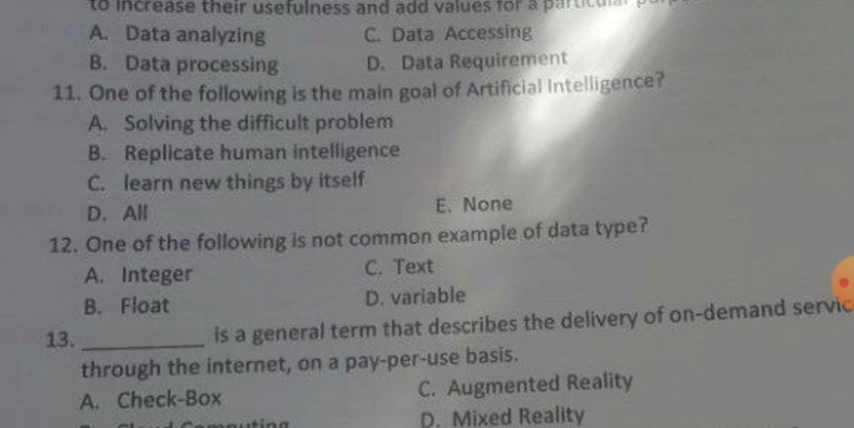 to increase their usefulness and add values for a
A. Data analyzing C. Data Accessing
B. Data processing D. Data Requirement
11. One of the following is the main goal of Artificial Intelligence?
A. Solving the difficult problem
B. Replicate human intelligence
C. learn new things by itself
D. All E. None
12. One of the following is not common example of data type?
A. Integer C. Text
B. Float D. variable
13. __________ is a general term that describes the delivery of on-demand servic
through the internet, on a pay-per-use basis.
A. Check-Box C. Augmented Reality
Cloud Computing D. Mixed Reality